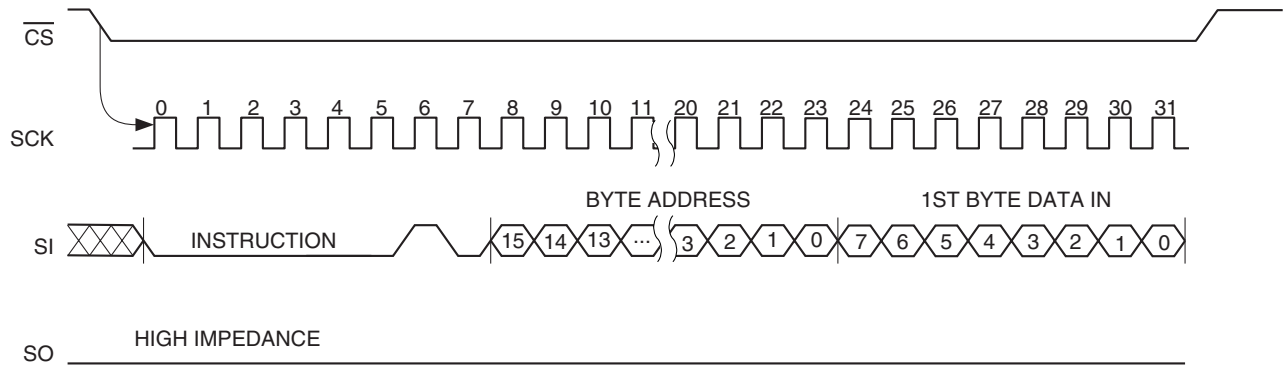 CS
0 1 2 3 4 5 6 7 8 9 10 11 20 21 22 23 24 25 26 27 28 29 30 31
SCK
BYTE ADDRESS 1ST BYTE DATA IN
SI INSTRUCTION 15 14 13 ... 3 2 1 0 7 6 5 4 3 2 1 0
HIGH IMPEDANCE
SO